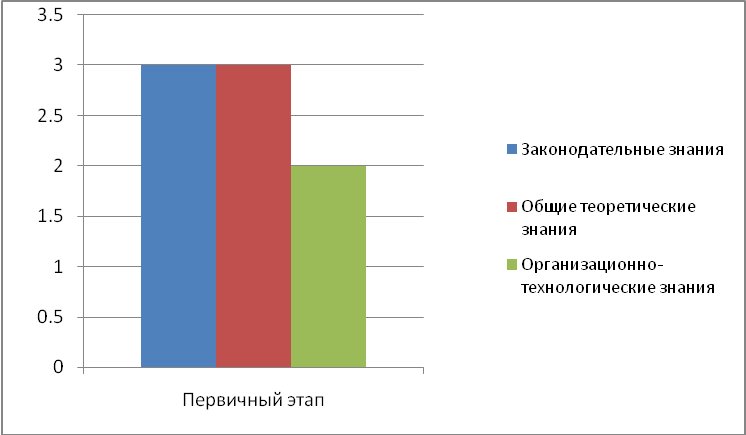 3.5
3
2.5
2
1.5
1
0.5
0
Первичный этап
Законодательные знания
Общие теоретические
знания
Организационно-
технологические знания